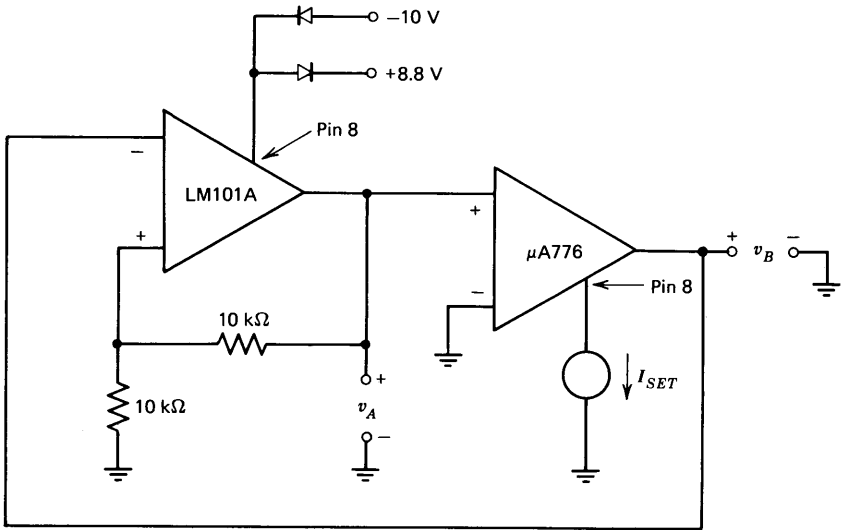 −10 V
+8.8 V
Pin 8
−
LM101A
+
+
μA776
−
+
v_B
−
Pin 8
10 kΩ
I_SET
10 kΩ
+
v_A
−